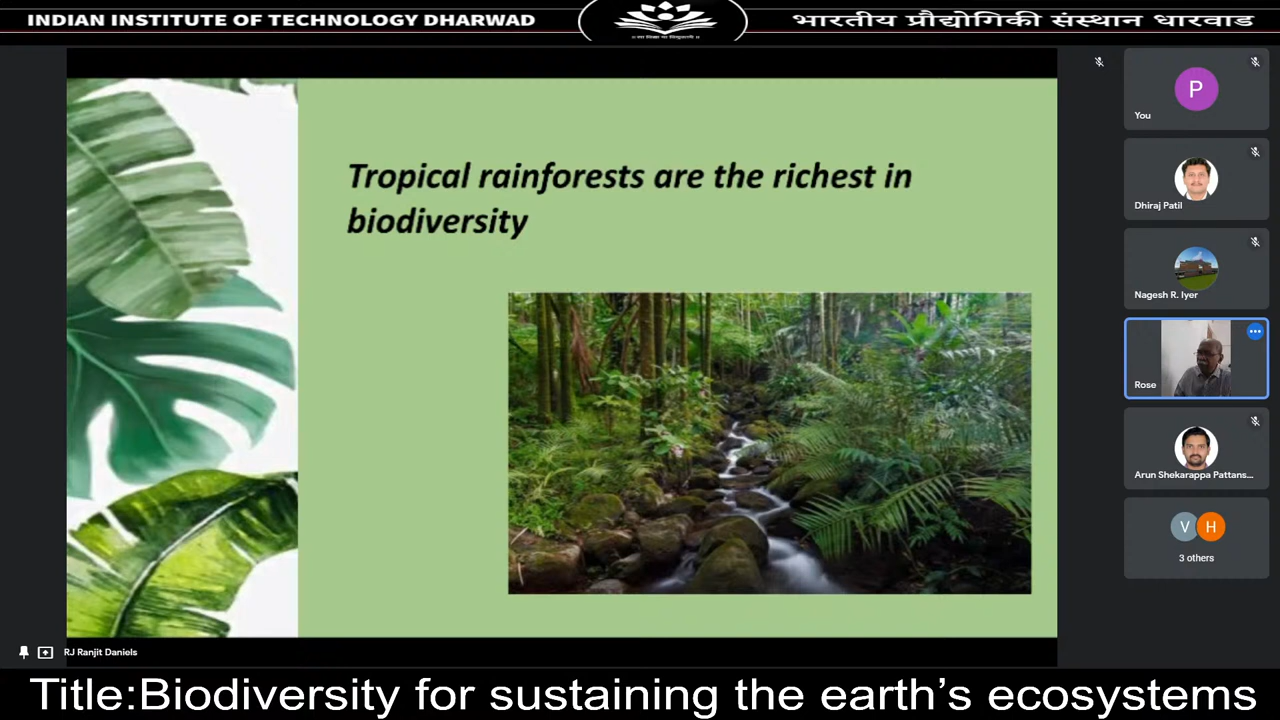 INDIAN INSTITUTE OF TECHNOLOGY DHARWAD
भारतीय प्रौद्योगिकी संस्थान धारवाड
Tropical rainforests are the richest in
biodiversity
P
You
Dhiraj Patil
Nagesh R. Iyer
Rose
Arun Shekarappa Pattans...
V
H
3 others
RJ Ranjit Daniels
Title:Biodiversity for sustaining the earth’s ecosystems